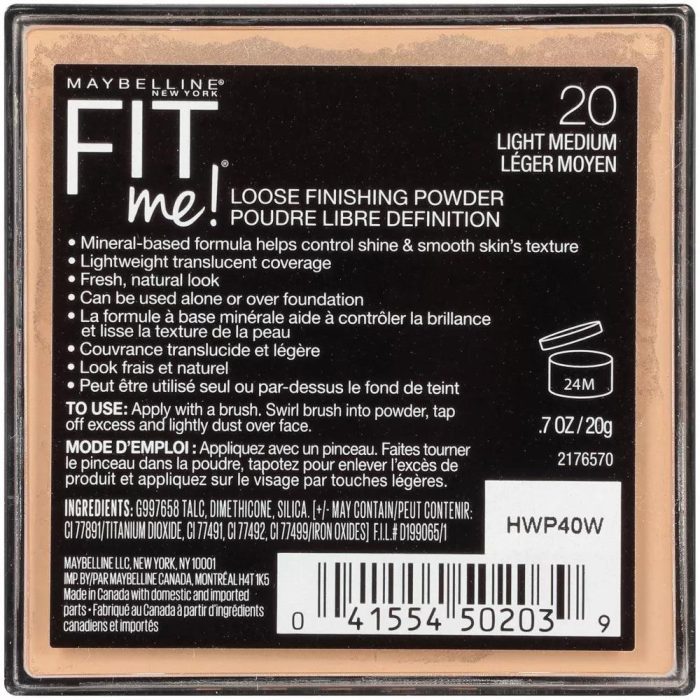 MAYBELLINE®
NEW YORK
FIT
me!®
20
LIGHT MEDIUM
LÉGER MOYEN
LOOSE FINISHING POWDER
POUDRE LIBRE DEFINITION
• Mineral-based formula helps control shine & smooth skin's texture
• Lightweight translucent coverage
• Fresh, natural look
• Can be used alone or over foundation
• La formule à base minérale aide à contrôler la brillance
et lisse la texture de la peau
• Couvrance translucide et légère
• Look frais et naturel
• Peut être utilisé seul ou par-dessus le fond de teint
24M
TO USE: Apply with a brush. Swirl brush into powder, tap
off excess and lightly dust over face.
.7 OZ/20g
MODE D'EMPLOI : Appliquez avec un pinceau. Faites tourner
le pinceau dans la poudre, tapotez pour enlever l'excès de
produit et appliquez sur le visage par touches légères.
2176570
INGREDIENTS: G997658 TALC, DIMETHICONE, SILICA. [+/- MAY CONTAIN/PEUT CONTENIR:
CI 77891/TITANIUM DIOXIDE, CI 77491, CI 77492, CI 77499/IRON OXIDES] F.I.L.# D199065/1
HWP40W
MAYBELLINE LLC, NEW YORK, NY 10001
IMP. BY/PAR MAYBELLINE CANADA, MONTRÉAL H4T 1K5
Made in Canada with domestic and imported
parts • Fabriqué au Canada à partir d'ingrédients
canadiens et importés
0 41554 50203 9